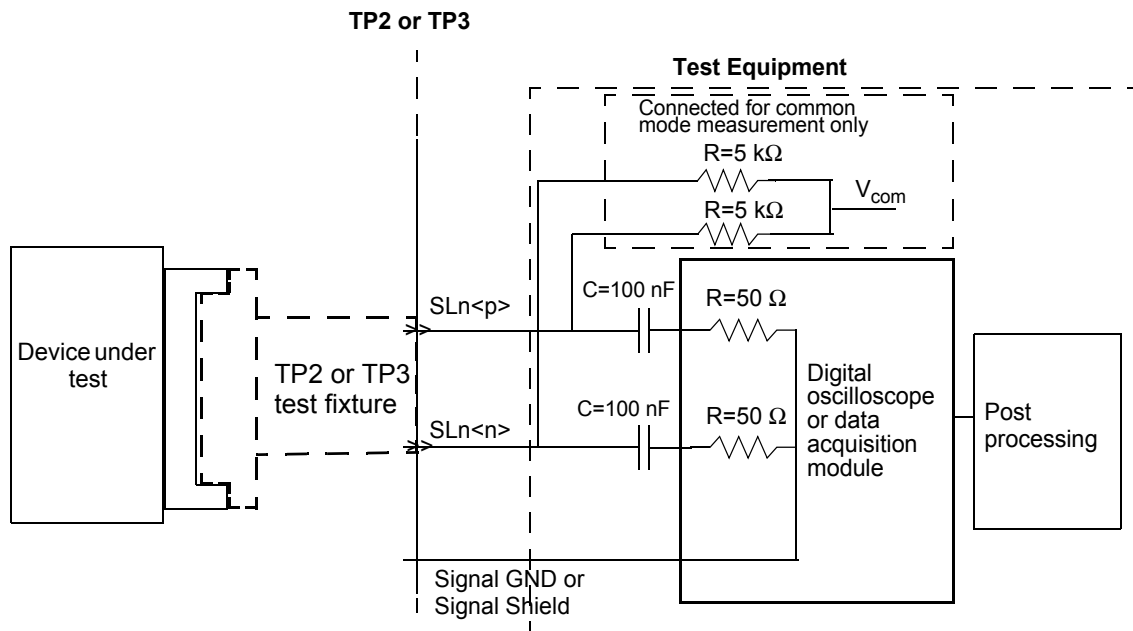 TP2 or TP3
Test Equipment
Connected for common
mode measurement only
R=5 kΩ
V_com
R=5 kΩ
C=100 nF
R=50 Ω
SLn<p>
Device under
test
TP2 or TP3
test fixture
C=100 nF
R=50 Ω
SLn<n>
Digital
oscilloscope
or data
acquisition
module
Post
processing
Signal GND or
Signal Shield